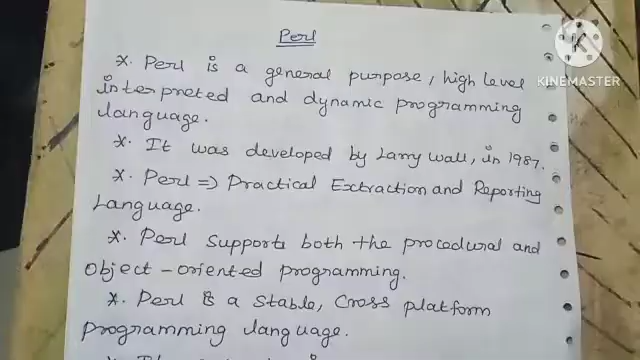 Perl
*. Perl is a general purpose, high level
interpreted and dynamic programming
language.
*. It was developed by Larry Wall, in 1987.
*. Perl => Practical Extraction and Reporting
Language.
*. Perl supports both the procedural and
object-oriented programming.
*. Perl is a stable, cross platform
programming language.
KINEMASTER